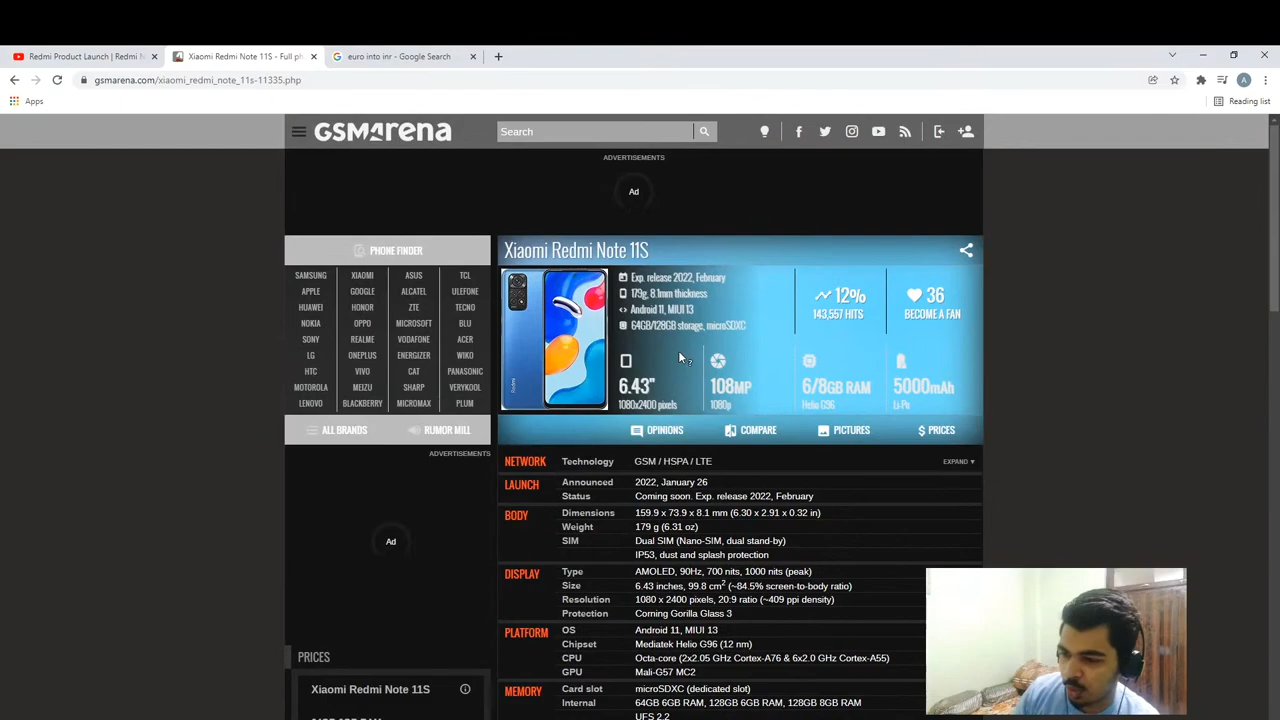 Redmi Product Launch | Redmi N
Xiaomi Redmi Note 11S - Full ph
euro into inr - Google Search
gsmarena.com/xiaomi_redmi_note_11s-11335.php
Apps
Reading list
GSMArena
Search
ADVERTISEMENTS
Ad
PHONE FINDER
SAMSUNG XIAOMI ASUS TCL
APPLE GOOGLE ALCATEL ULEFONE
HUAWEI HONOR ZTE TECNO
NOKIA OPPO MICROSOFT BLU
SONY REALME VODAFONE ACER
LG ONEPLUS ENERGIZER WIKO
HTC VIVO CAT PANASONIC
MOTOROLA MEIZU SHARP VERYKOOL
LENOVO BLACKBERRY MICROMAX PLUM
ALL BRANDS RUMOR MILL
ADVERTISEMENTS
Ad
PRICES
Xiaomi Redmi Note 11S
Xiaomi Redmi Note 11S
Redmi
Exp. release 2022, February
179g, 8.1mm thickness
Android 11, MIUI 13
64GB/128GB storage, microSDXC
12%
143,557 HITS
36
BECOME A FAN
6.43"
1080x2400 pixels
108MP
1080p
6/8GB RAM
Helio G96
5000mAh
Li-Po
OPINIONS COMPARE PICTURES PRICES
NETWORK Technology GSM / HSPA / LTE EXPAND ▼
LAUNCH Announced 2022, January 26
Status Coming soon. Exp. release 2022, February
BODY Dimensions 159.9 x 73.9 x 8.1 mm (6.30 x 2.91 x 0.32 in)
Weight 179 g (6.31 oz)
SIM Dual SIM (Nano-SIM, dual stand-by)
IP53, dust and splash protection
DISPLAY Type AMOLED, 90Hz, 700 nits, 1000 nits (peak)
Size 6.43 inches, 99.8 cm2 (~84.5% screen-to-body ratio)
Resolution 1080 x 2400 pixels, 20:9 ratio (~409 ppi density)
Protection Corning Gorilla Glass 3
PLATFORM OS Android 11, MIUI 13
Chipset Mediatek Helio G96 (12 nm)
CPU Octa-core (2x2.05 GHz Cortex-A76 & 6x2.0 GHz Cortex-A55)
GPU Mali-G57 MC2
MEMORY Card slot microSDXC (dedicated slot)
Internal 64GB 6GB RAM, 128GB 6GB RAM, 128GB 8GB RAM
UFS 2.2